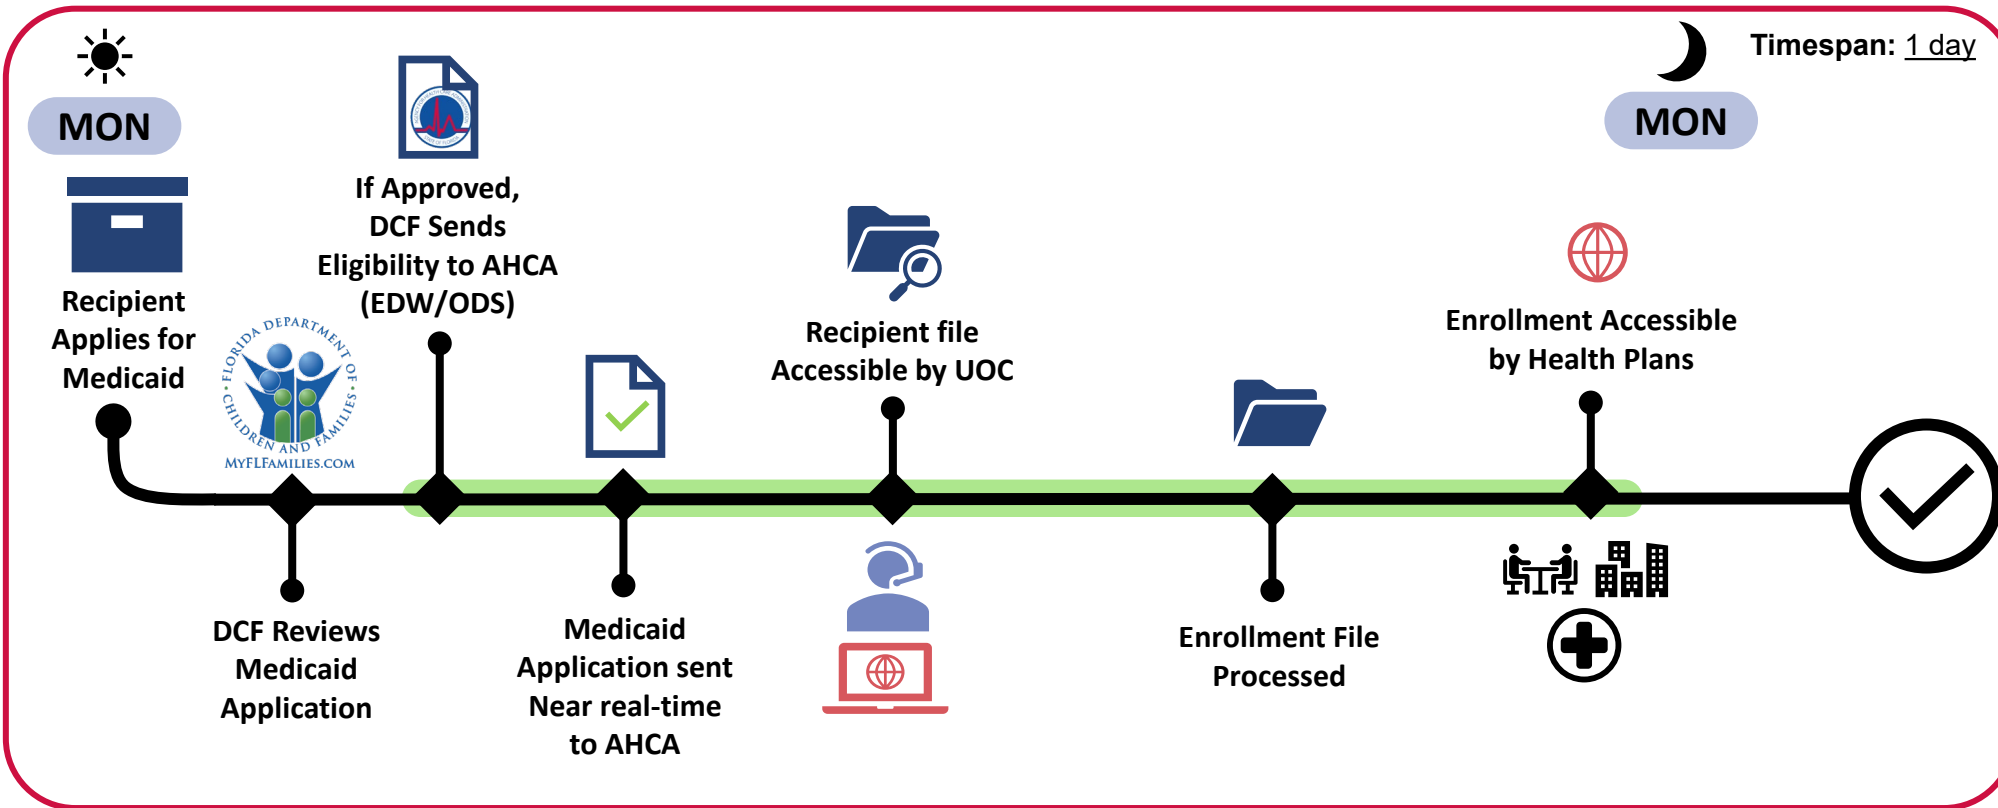 Timespan: 1 day
MON
MON
Recipient
Applies for
Medicaid
FLORIDA DEPARTMENT OF
CHILDREN AND FAMILIES
MYFLFAMILIES.COM
DCF Reviews
Medicaid
Application
If Approved,
DCF Sends
Eligibility to AHCA
(EDW/ODS)
Medicaid
Application sent
Near real-time
to AHCA
Recipient file
Accessible by UOC
Enrollment File
Processed
Enrollment Accessible
by Health Plans